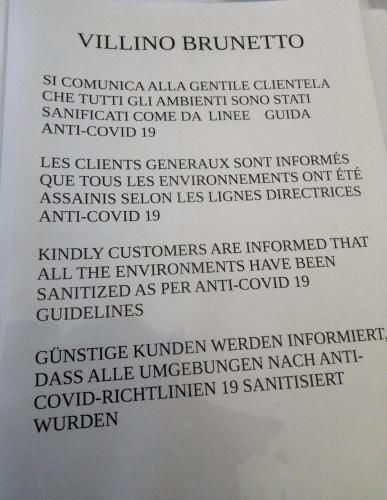 VILLINO BRUNETTO
SI COMUNICA ALLA GENTILE CLIENTELA
CHE TUTTI GLI AMBIENTI SONO STATI
SANIFICATI COME DA LINEE GUIDA
ANTI-COVID 19
LES CLIENTS GENERAUX SONT INFORMÉS
QUE TOUS LES ENVIRONNEMENTS ONT ÉTÉ
ASSAINIS SELON LES LIGNES DIRECTRICES
ANTI-COVID 19
KINDLY CUSTOMERS ARE INFORMED THAT
ALL THE ENVIRONMENTS HAVE BEEN
SANITIZED AS PER ANTI-COVID 19
GUIDELINES
GÜNSTIGE KUNDEN WERDEN INFORMIERT,
DASS ALLE UMGEBUNGEN NACH ANTI-
COVID-RICHTLINIEN 19 SANITISIERT
WURDEN